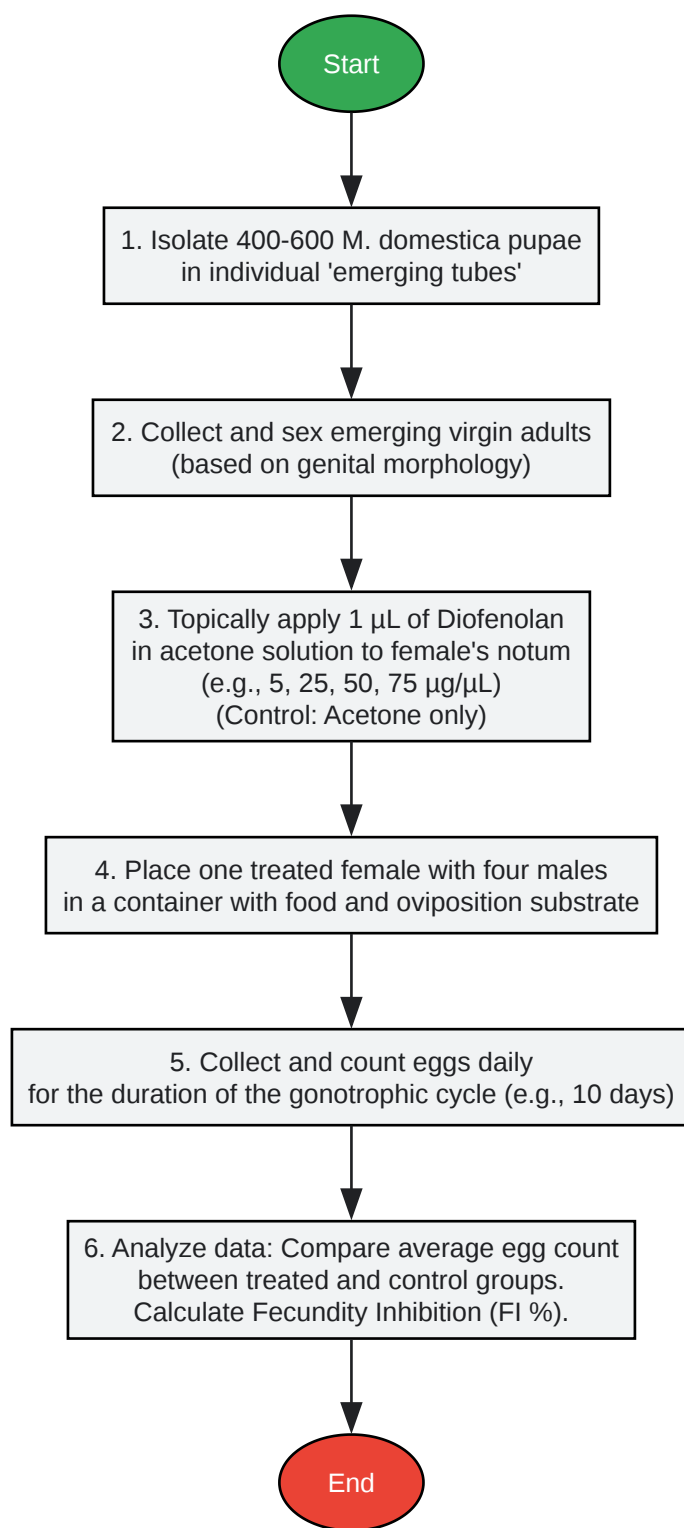 Start
1. Isolate 400-600 M. domestica pupae
in individual 'emerging tubes'
2. Collect and sex emerging virgin adults
(based on genital morphology)
3. Topically apply 1 µL of Diofenolan
in acetone solution to female's notum
(e.g., 5, 25, 50, 75 µg/µL)
(Control: Acetone only)
4. Place one treated female with four males
in a container with food and oviposition substrate
5. Collect and count eggs daily
for the duration of the gonotrophic cycle (e.g., 10 days)
6. Analyze data: Compare average egg count
between treated and control groups.
Calculate Fecundity Inhibition (FI %).
End